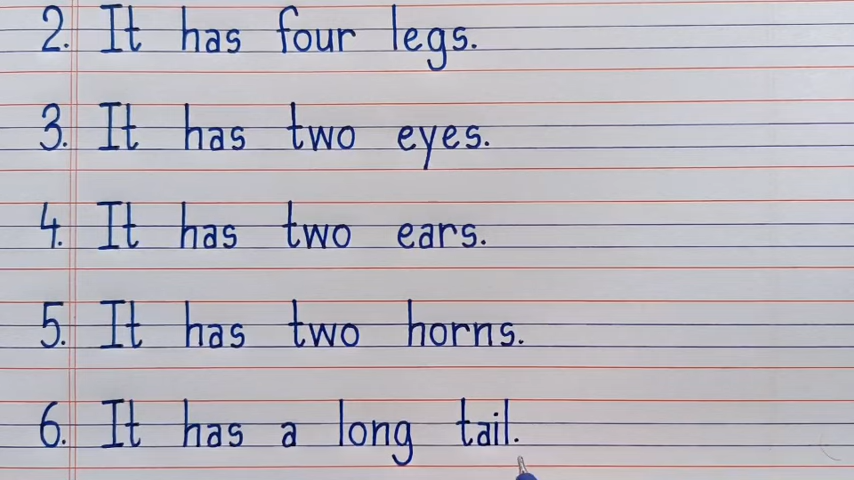 2. It has four legs.
3. It has two eyes.
4. It has two ears.
5. It has two horns.
6. It has a long tail.